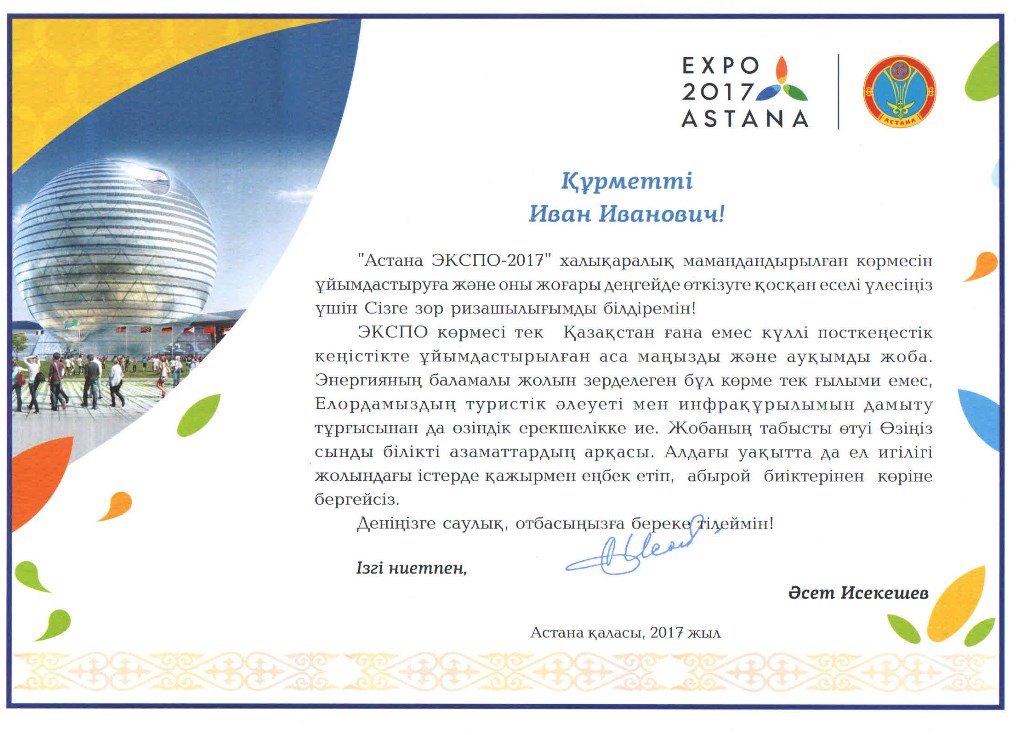 EXPO
2017
ASTANA
АСТАНА
Құрметті
Иван Иванович!
"Астана ЭКСПО-2017" халықаралық мамандандырылған көрмесін
ұйымдастыруға және оны жоғары деңгейде өткізуге қосқан еселі үлесіңіз
үшін Сізге зор ризашылығымды білдіремін!
ЭКСПО көрмесі тек Қазақстан ғана емес күллі посткеңестік
кеңістікте ұйымдастырылған аса маңызды және ауқымды жоба.
Энергияның баламалы жолын зерделеген бұл көрме тек ғылыми емес,
Елордамыздың туристік әлеуеті мен инфрақұрылымын дамыту
тұрғысынан да өзіндік ерекшелікке ие. Жобаның табысты өтуі Өзіңіз
сынды білікті азаматтардың арқасы. Алдағы уақытта да ел игілігі
жолындағы істерде қажырмен еңбек етіп, абырой биіктерінен көріне
бергейсіз.
Деніңізге саулық, отбасыңызға береке тілеймін!
Ізгі ниетпен,
Әсет Исекешев
Астана қаласы, 2017 жыл